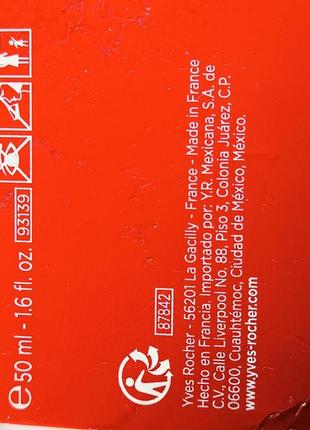 ℮ 50 ml - 1.6 fl. oz. 93139
87842
Yves Rocher - 56201 La Gacilly - France - Made in France
Hecho en Francia. Importado por: Y.R. Mexicana, S.A. de
C.V. Calle Liverpool No. 88, Piso 3, Colonia Juárez, C.P.
06600, Cuauhtémoc, Ciudad de México, México.
www.yves-rocher.com